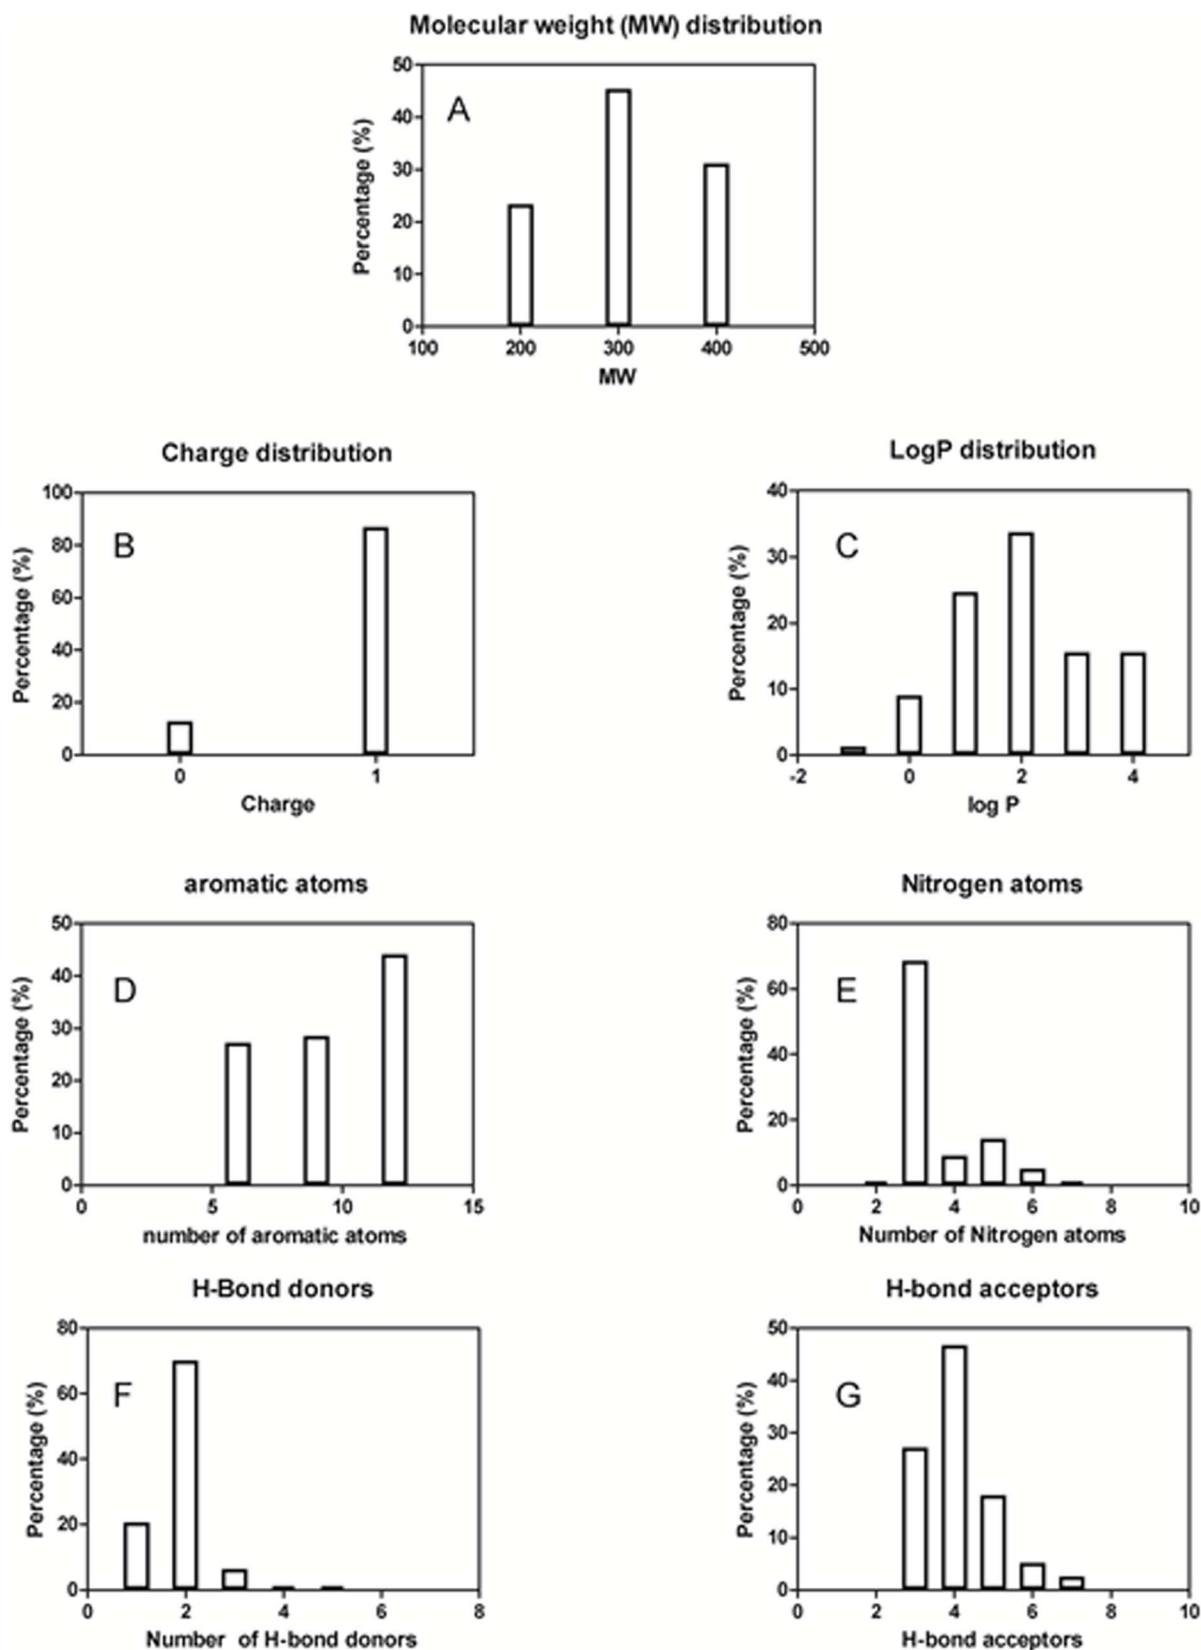 Molecular weight (MW) distribution
A
Percentage (%)
50
40
30
20
10
0
100 200 300 400 500
MW
Charge distribution
B
Percentage (%)
100
80
60
40
20
0
0 1
Charge
LogP distribution
C
Percentage (%)
40
30
20
10
0
-2 0 2 4
log P
aromatic atoms
D
Percentage (%)
50
40
30
20
10
0
0 5 10 15
number of aromatic atoms
Nitrogen atoms
E
Percentage (%)
80
60
40
20
0
0 2 4 6 8 10
Number of Nitrogen atoms
H-Bond donors
F
Percentage (%)
80
60
40
20
0
0 2 4 6 8
Number of H-bond donors
H-bond acceptors
G
Percentage (%)
50
40
30
20
10
0
0 2 4 6 8 10
H-bond acceptors